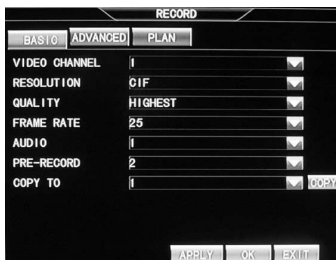 RECORD
BASIC ADVANCED PLAN
VIDEO CHANNEL 1
RESOLUTION CIF
QUALITY HIGHEST
FRAME RATE 25
AUDIO 1
PRE-RECORD 2
COPY TO 1 COPY
APPLY OK EXIT